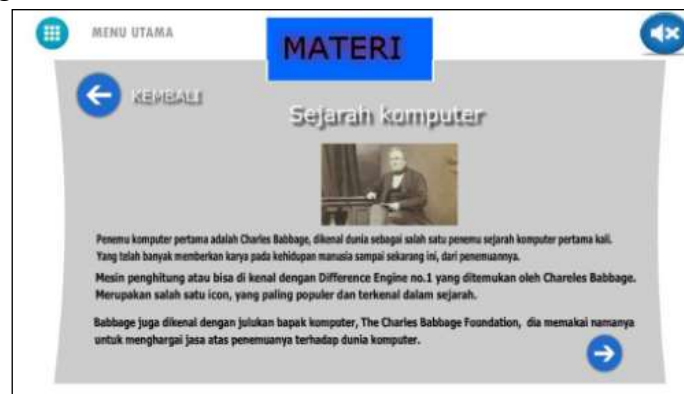 MENU UTAMA
MATERI
KEMBALI
Sejarah komputer
Penemu komputer pertama adalah Charles Babbage, dikenal dunia sebagai salah satu penemu sejarah komputer pertama kali.
Yang telah banyak memberkan karya pada kehidupan manusia sampai sekarang ini, dari penemuannya.
Mesin penghitung atau bisa di kenal dengan Difference Engine no.1 yang ditemukan oleh Chareles Babbage.
Merupakan salah satu icon, yang paling populer dan terkenal dalam sejarah.
Babbage juga dikenal dengan julukan bapak komputer, The Charles Babbage Foundation, dia memakai namanya
untuk menghargai jasa atas penemuanya terhadap dunia komputer.